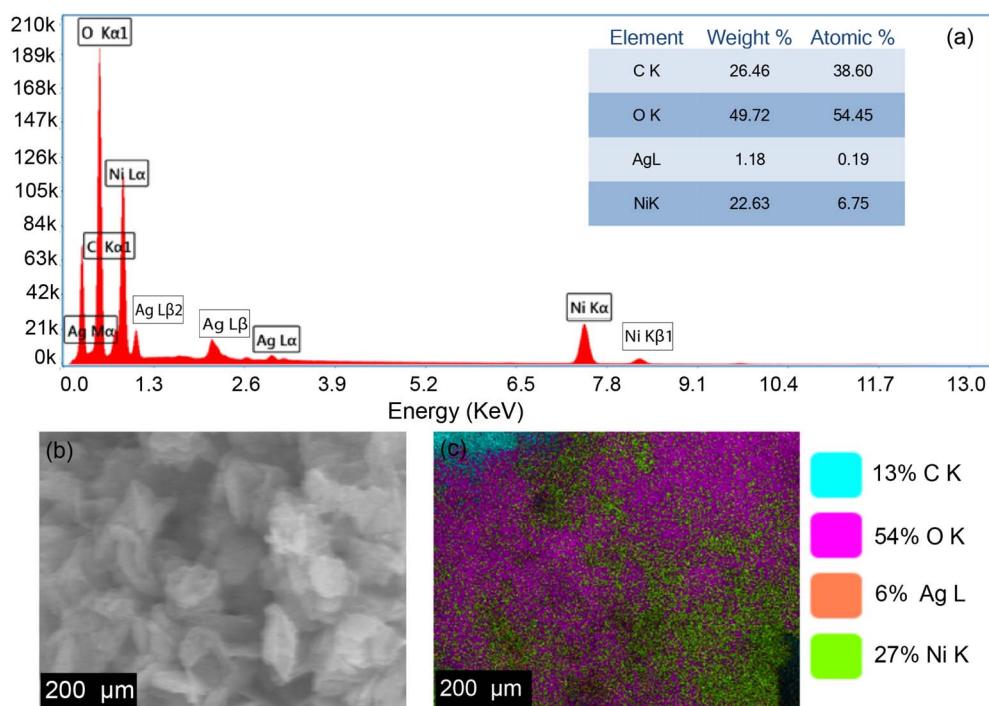 (a)
210k
189k
168k
147k
126k
105k
84k
63k
42k
21k
0k
O Kα1
Ni Lα
C Kα1
Ag Mα
Ag Lβ2
Ag Lβ
Ag Lα
Ni Kα
Ni Kβ1
Element Weight % Atomic %
C K 26.46 38.60
O K 49.72 54.45
AgL 1.18 0.19
NiK 22.63 6.75
0.0 1.3 2.6 3.9 5.2 6.5 7.8 9.1 10.4 11.7 13.0
Energy (KeV)
(b)
200 µm
(c)
200 µm
13% C K
54% O K
6% Ag L
27% Ni K